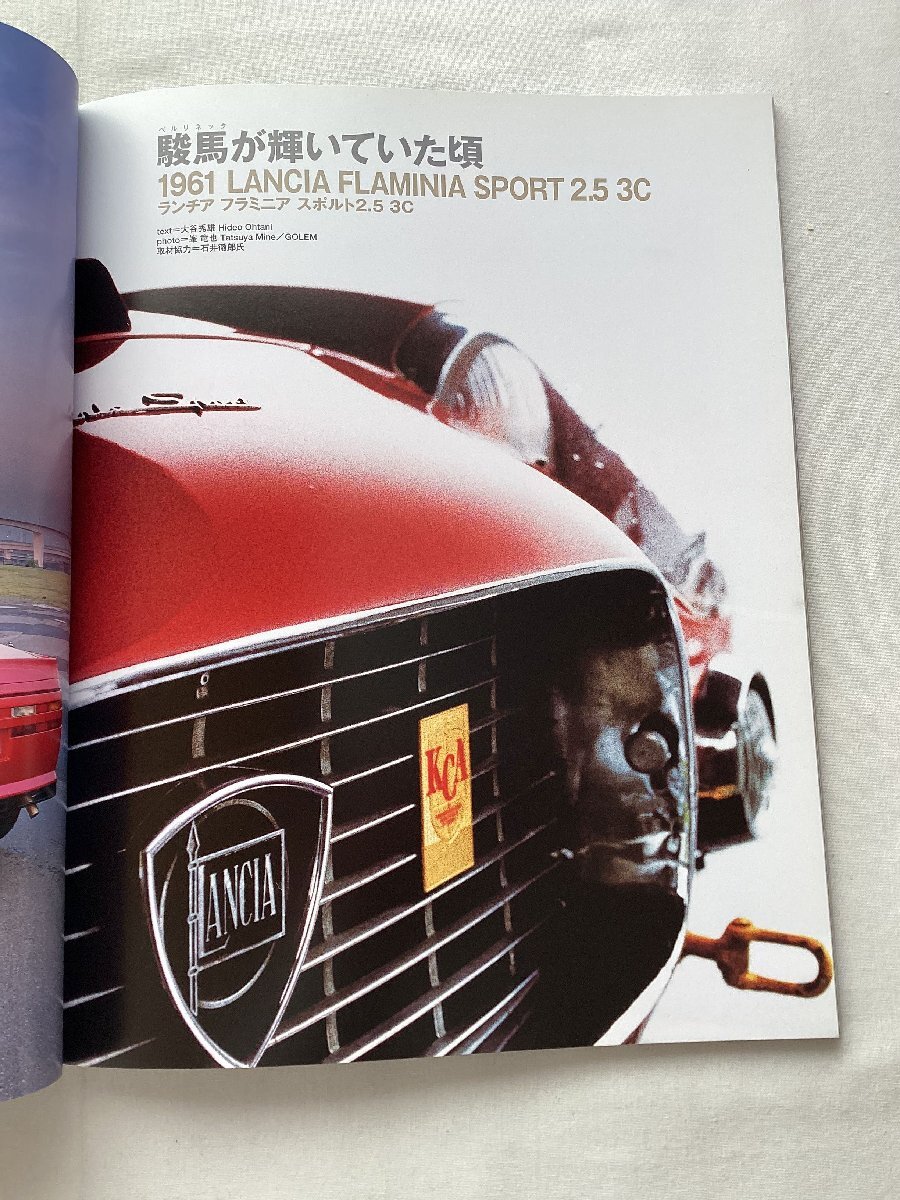 ベルリネッタ
駿馬が輝いていた頃
1961 LANCIA FLAMINIA SPORT 2.5 3C
ランチア フラミニア スポルト2.5 3C
text=大谷秀雄 Hideo Ohtani
photo=峯 竜也 Tatsuya Mine／GOLEM
取材協力=石井徹郎氏
Sport
KCA
LANCIA